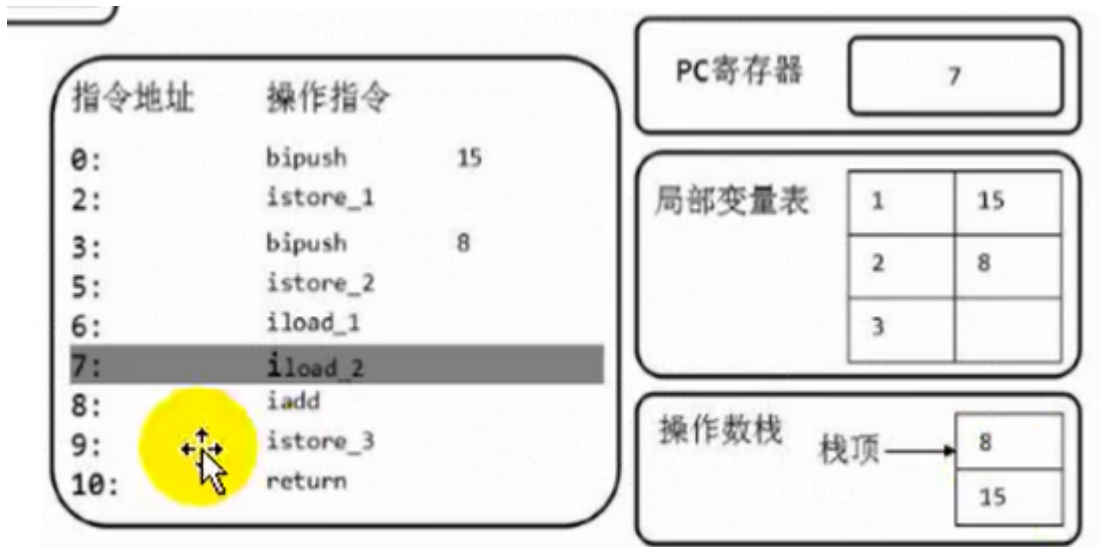 指令地址 操作指令
0: bipush 15
2: istore_1
3: bipush 8
5: istore_2
6: iload_1
7: iload_2
8: iadd
9: istore_3
10: return
PC寄存器 7
局部变量表 1 15
2 8
3
操作数栈 栈顶 8
15